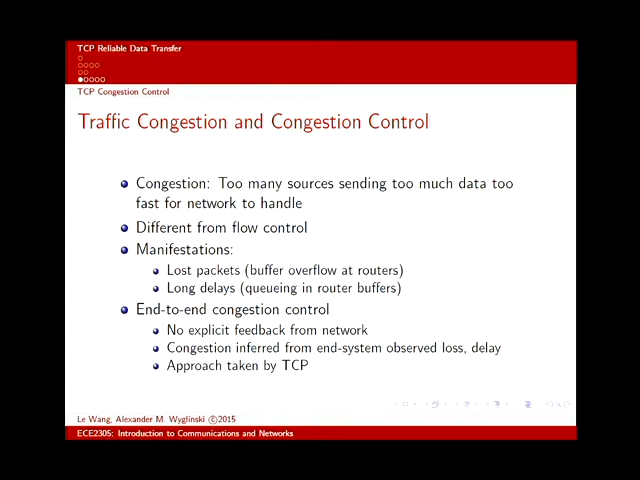 TCP Reliable Data Transfer
TCP Congestion Control
Traffic Congestion and Congestion Control
Congestion: Too many sources sending too much data too
fast for network to handle
Different from flow control
Manifestations:
Lost packets (buffer overflow at routers)
Long delays (queueing in router buffers)
End-to-end congestion control
No explicit feedback from network
Congestion inferred from end-system observed loss, delay
Approach taken by TCP
Le Wang, Alexander M. Wyglinski ©2015
ECE2305: Introduction to Communications and Networks